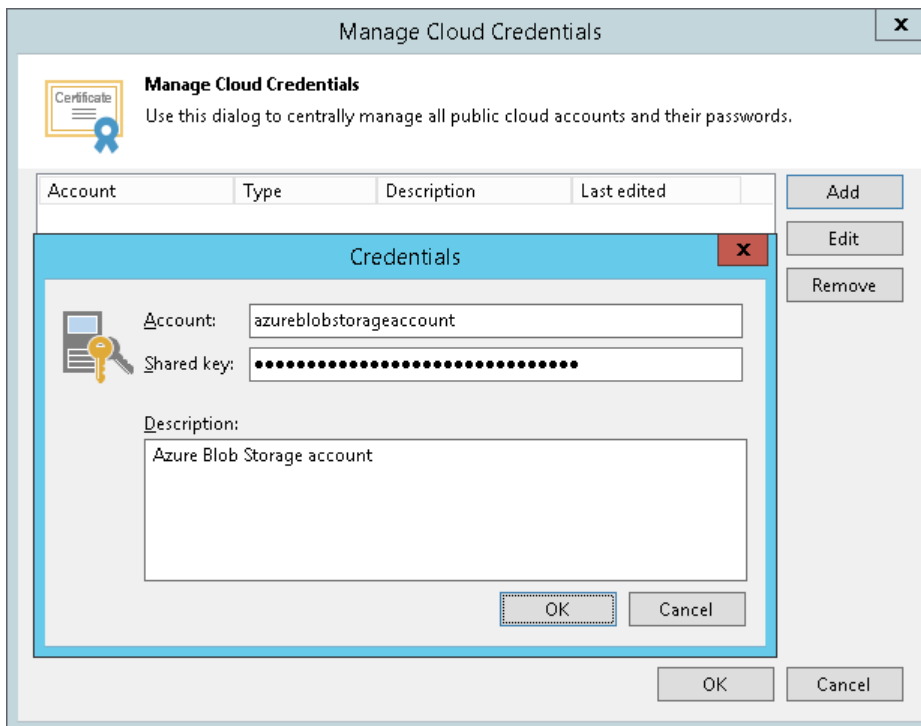 Manage Cloud Credentials
x
Certificate
Manage Cloud Credentials
Use this dialog to centrally manage all public cloud accounts and their passwords.
Account Type Description Last edited
Add
Edit
Remove
Credentials
x
Account: azureblobstorageaccount
Shared key: ●●●●●●●●●●●●●●●●●●●●●●●●●●●●●●●
Description:
Azure Blob Storage account
OK Cancel
OK Cancel